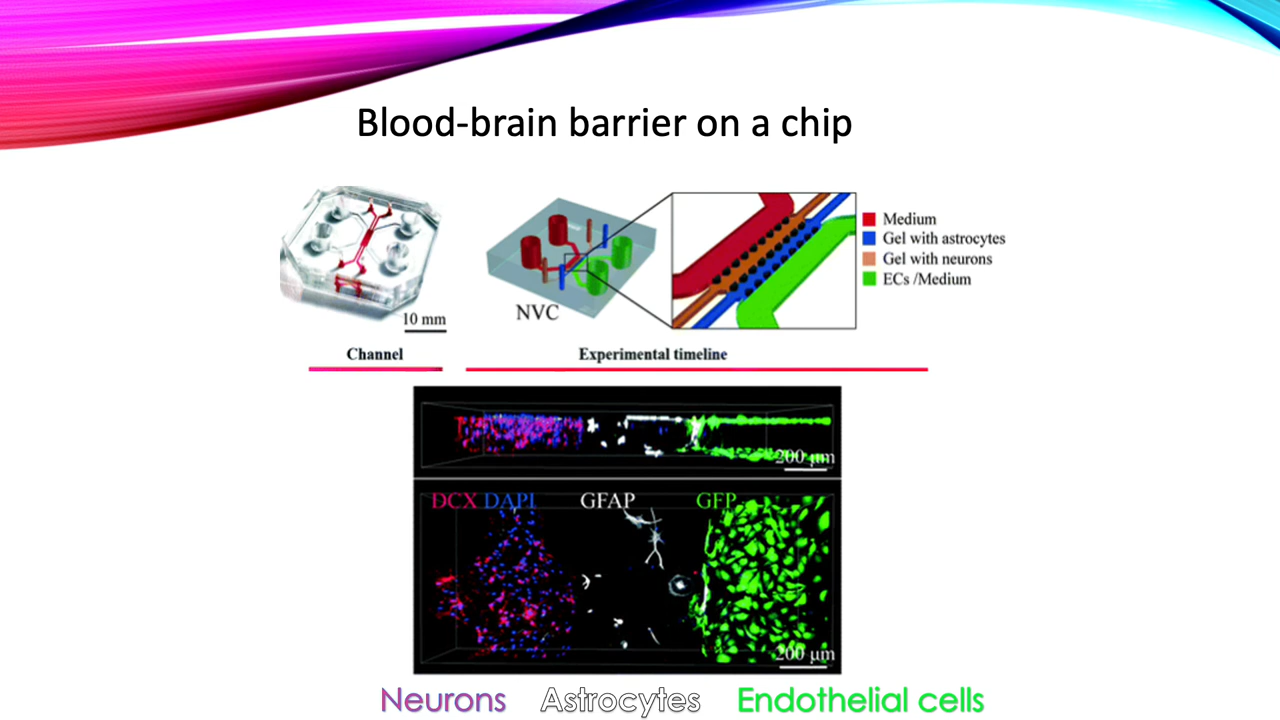 Blood-brain barrier on a chip
10 mm
NVC
Medium
Gel with astrocytes
Gel with neurons
ECs /Medium
Channel
Experimental timeline
200 µm
DCX DAPI GFAP GFP
200 µm
Neurons Astrocytes Endothelial cells